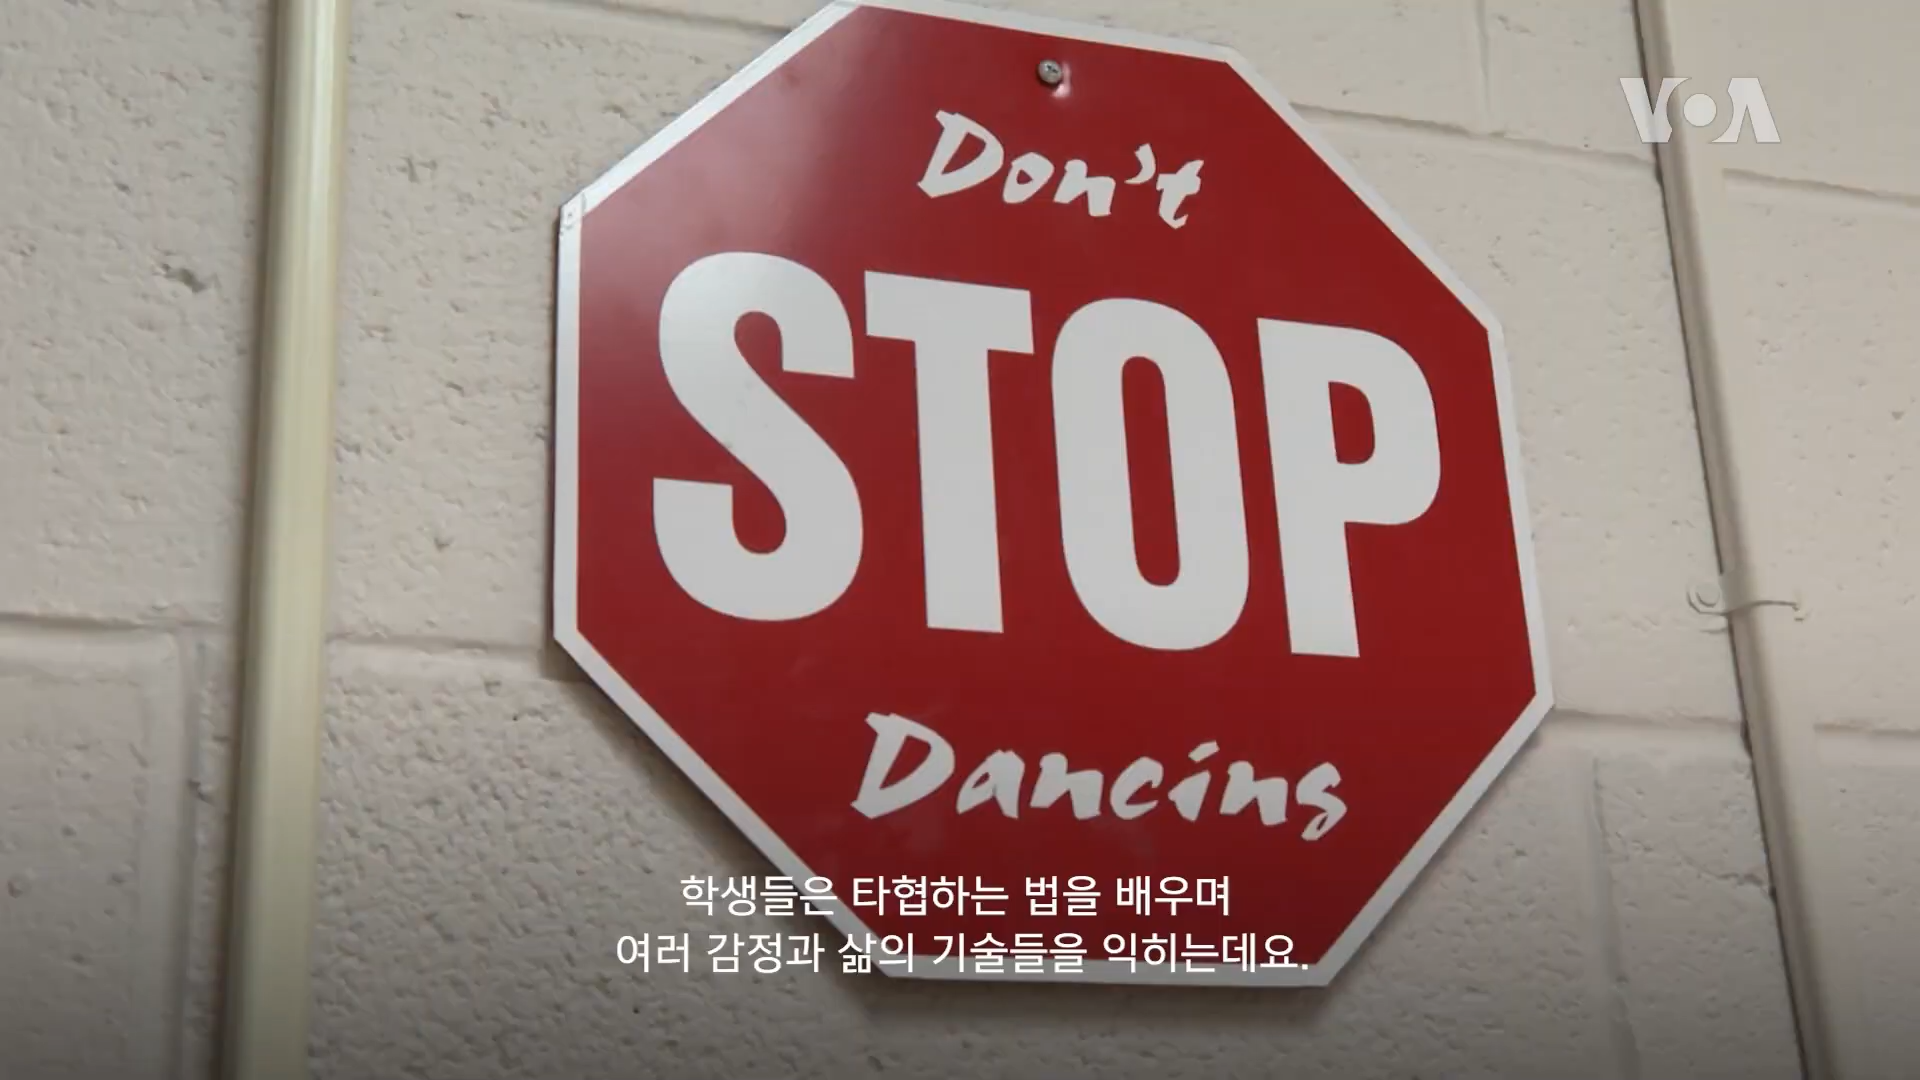 VOA
Don't
STOP
Dancing
학생들은 타협하는 법을 배우며
여러 감정과 삶의 기술들을 익히는데요.